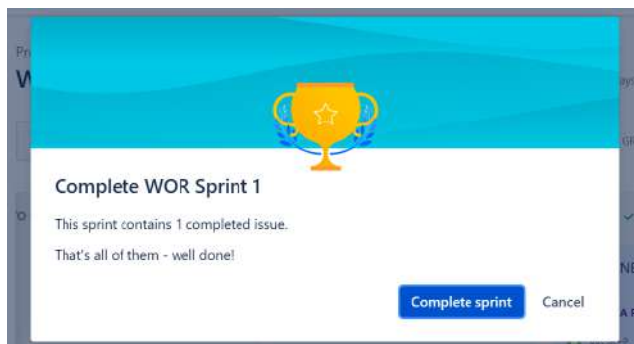 Complete WOR Sprint 1
This sprint contains 1 completed issue.
That's all of them - well done!
Complete sprint Cancel